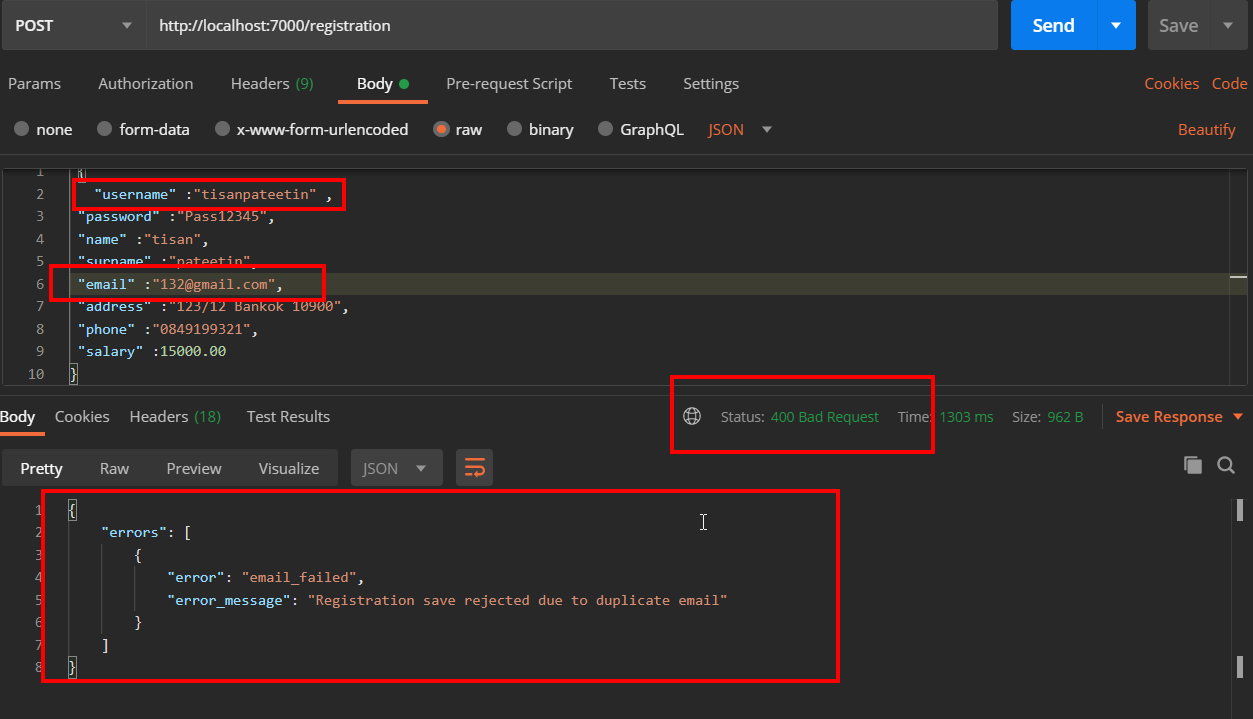 POST http://localhost:7000/registration Send Save
Params Authorization Headers (9) Body Pre-request Script Tests Settings Cookies Code
none form-data x-www-form-urlencoded raw binary GraphQL JSON Beautify
1 {
2 "username" :"tisanpateetin" ,
3 "password" :"Pass12345",
4 "name" :"tisan",
5 "surname" :"pateetin",
6 "email" :"132@gmail.com",
7 "address" :"123/12 Bankok 10900",
8 "phone" :"0849199321",
9 "salary" :15000.00
10 }
Body Cookies Headers (18) Test Results Status: 400 Bad Request Time: 1303 ms Size: 962 B Save Response
Pretty Raw Preview Visualize JSON
1 {
2 "errors": [
3 {
4 "error": "email_failed",
5 "error_message": "Registration save rejected due to duplicate email"
6 }
7 ]
8 }